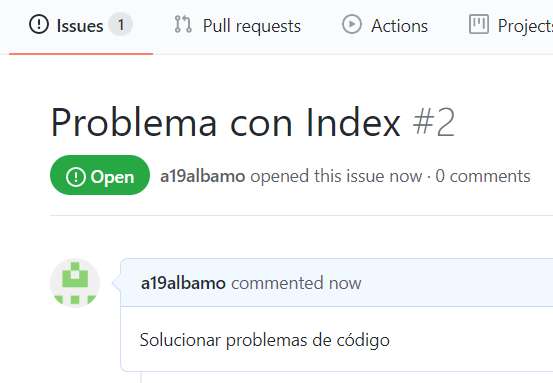 Issues 1 Pull requests Actions Projects
Problema con Index #2
Open a19albamo opened this issue now · 0 comments
a19albamo commented now
Solucionar problemas de código